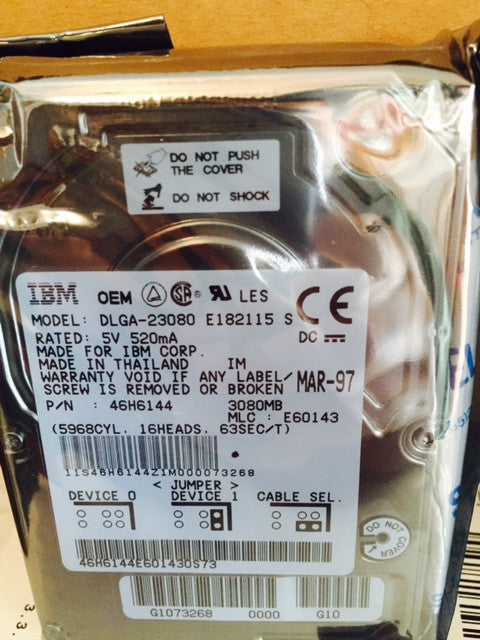 DO NOT PUSH
THE COVER
DO NOT SHOCK
IBM OEM LES
MODEL: DLGA-23080 E182115 S
RATED: 5V 520mA DC
MADE FOR IBM CORP.
MADE IN THAILAND IM
WARRANTY VOID IF ANY LABEL/ MAR-97
SCREW IS REMOVED OR BROKEN
P/N : 46H6144 3080MB
MLC : E60143
(5968CYL. 16HEADS. 63SEC/T)
11S46H6144Z1M000073268
< JUMPER >
DEVICE 0 DEVICE 1 CABLE SEL.
DO NOT COVER
46H6144E60143OS73
G1073268 0000 G10
3.
3.